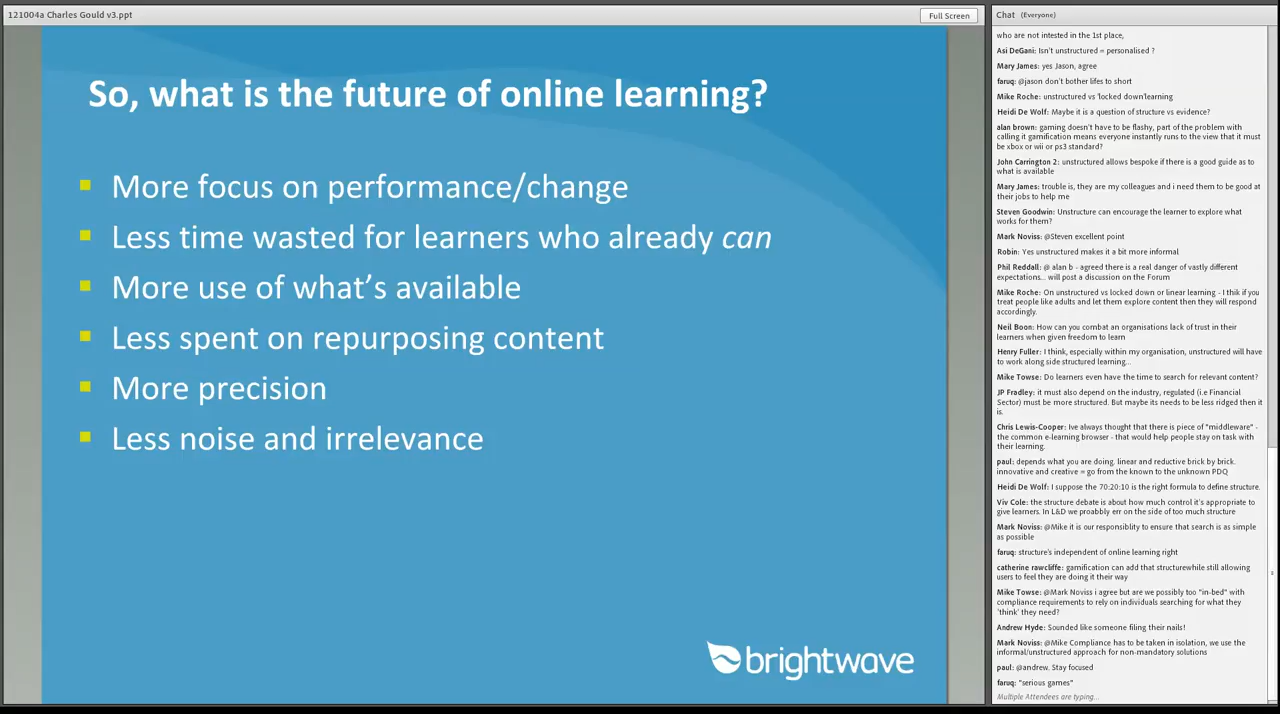 121004a Charles Gould v3.ppt
Full Screen
So, what is the future of online learning?
More focus on performance/change
Less time wasted for learners who already can
More use of what's available
Less spent on repurposing content
More precision
Less noise and irrelevance
brightwave
Chat (Everyone)
who are not intested in the 1st place,
Asi DeGani: Isn't unstructured = personalised ?
Mary James: yes Jason, agree
faruq: @jason don't bother lifes to short
Mike Roche: unstructured vs 'locked down'learning
Heidi De Wolf: Maybe it is a question of structure vs evidence?
alan brown: gaming doesn't have to be flashy, part of the problem with
calling it gamification means everyone instantly runs to the view that it must
be xbox or wii or ps3 standard?
John Carrington 2: unstructured allows bespoke if there is a good guide as to
what is available
Mary James: trouble is, they are my colleagues and i need them to be good at
their jobs to help me
Steven Goodwin: Unstructure can encourage the learner to explore what
works for them?
Mark Noviss: @Steven excellent point
Robin: Yes unstructured makes it a bit more informal
Phil Reddall: @ alan b - agreed there is a real danger of vastly different
expectations... will post a discussion on the Forum
Mike Roche: On unstructured vs locked down or linear learning - I thik if you
treat people like adults and let them explore content then they will respond
accordingly.
Neil Boon: How can you combat an organisations lack of trust in their
learners when given freedom to learn
Henry Fuller: I think, especially within my organisation, unstructured will have
to work along side structured learning...
Mike Towse: Do learners even have the time to search for relevant content?
JP Fradley: it must also depend on the industry, regulated (i.e Financial
Sector) must be more structured. But maybe its needs to be less ridged then it
is.
Chris Lewis-Cooper: Ive always thought that there is piece of "middleware" -
the common e-learning browser - that would help people stay on task with
their learning.
paul: depends what you are doing. linear and reductive brick by brick.
innovative and creative = go from the known to the unknown PDQ
Heidi De Wolf: I suppose the 70:20:10 is the right formula to define structure.
Viv Cole: the structure debate is about how much control it's appropriate to
give learners. In L&D we proabbly err on the side of too much structure
Mark Noviss: @Mike it is our responsiblity to ensure that search is as simple
as possible
faruq: structure's independent of online learning right
catherine rawcliffe: gamification can add that structurewhile still allowing
users to feel they are doing it their way
Mike Towse: @Mark Noviss i agree but are we possibly too "in-bed" with
compliance requirements to rely on individuals searching for what they
'think' they need?
Andrew Hyde: Sounded like someone filing their nails!
Mark Noviss: @Mike Compliance has to be taken in isolation, we use the
informal/unstructured approach for non-mandatory solutions
paul: @andrew. Stay focused
faruq: "serious games"
Multiple Attendees are typing...